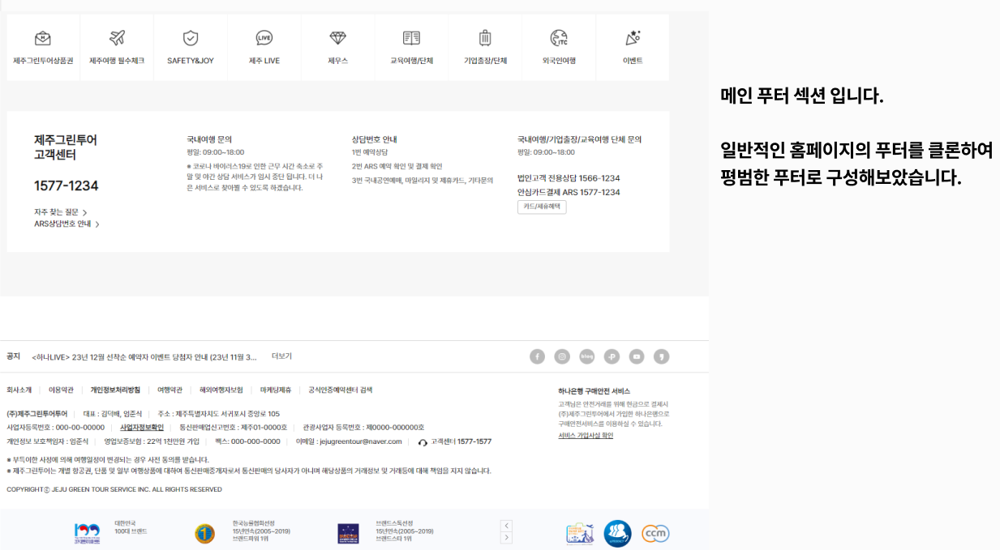 제주그린투어상품권
제주여행 필수체크
SAFETY&JOY
LIVE
제주 LIVE
제우스
교육여행/단체
기업출장/단체
ITC
외국인여행
이벤트
메인 푸터 섹션 입니다.
일반적인 홈페이지의 푸터를 클론하여
평범한 푸터로 구성해보았습니다.
제주그린투어
고객센터
1577-1234
자주 찾는 질문 >
ARS상담번호 안내 >
국내여행 문의
평일: 09:00~18:00
※ 코로나 바이러스19로 인한 근무 시간 축소로 주
말 및 야간 상담 서비스가 임시 중단 됩니다. 더 나
은 서비스로 찾아뵐 수 있도록 하겠습니다.
상담번호 안내
1번 예약상담
2번 ARS 예약 확인 및 결제 확인
3번 국내공연예매, 마일리지 및 제휴카드, 기타문의
국내여행/기업출장/교육여행 단체 문의
평일: 09:00~18:00
법인고객 전용상담 1566-1234
안심카드결제 ARS 1577-1234
카드/제휴혜택
공지 <하나LIVE> 23년 12월 선착순 예약자 이벤트 당첨자 안내 (23년 11월 3... 더보기
blog
회사소개 | 이용약관 | 개인정보처리방침 | 여행약관 | 해외여행자보험 | 마케팅제휴 | 공식인증예약센터 검색
(주)제주그린투어투어 | 대표 : 김덕배, 엄준식 | 주소 : 제주특별자치도 서귀포시 중앙로 105
사업자등록번호 : 000-00-00000 | 사업자정보확인 | 통신판매업신고번호 : 제주01-0000호 | 관광사업자 등록번호 : 제0000-000000호
개인정보 보호책임자 : 엄준식 | 영업보증보험 : 22억 1천만원 가입 | 팩스: 000-000-0000 | 이메일 : jejugreentour@naver.com | 고객센터 1577-1577
※ 부득이한 사정에 의해 여행일정이 변경되는 경우 사전 동의를 받습니다.
※ 제주그린투어는 개별 항공권, 단품 및 일부 여행상품에 대하여 통신판매중개자로서 통신판매의 당사자가 아니며 해당상품의 거래정보 및 거래등에 대해 책임을 지지 않습니다.
COPYRIGHTⓒ JEJU GREEN TOUR SERVICE INC. ALL RIGHTS RESERVED
하나은행 구매안전 서비스
고객님은 안전거래를 위해 현금으로 결제시
(주)제주그린투어에서 가입한 하나은행으로
구매안전서비스를 이용하실 수 있습니다.
서비스 가입사실 확인
대한민국
100대 브랜드
한국능률협회선정
15년연속(2005~2019)
브랜드파워 1위
브랜드스톡선정
15년연속(2005~2019)
브랜드스타 1위
ccm